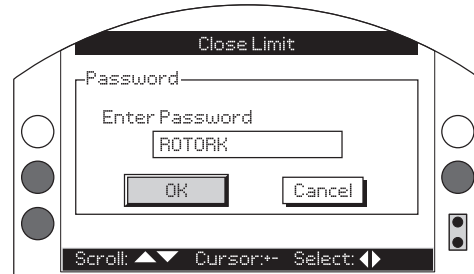 Close Limit
Password
Enter Password
ROTORK
OK Cancel
Scroll: ▲▼ Cursor:+- Select:◀▶